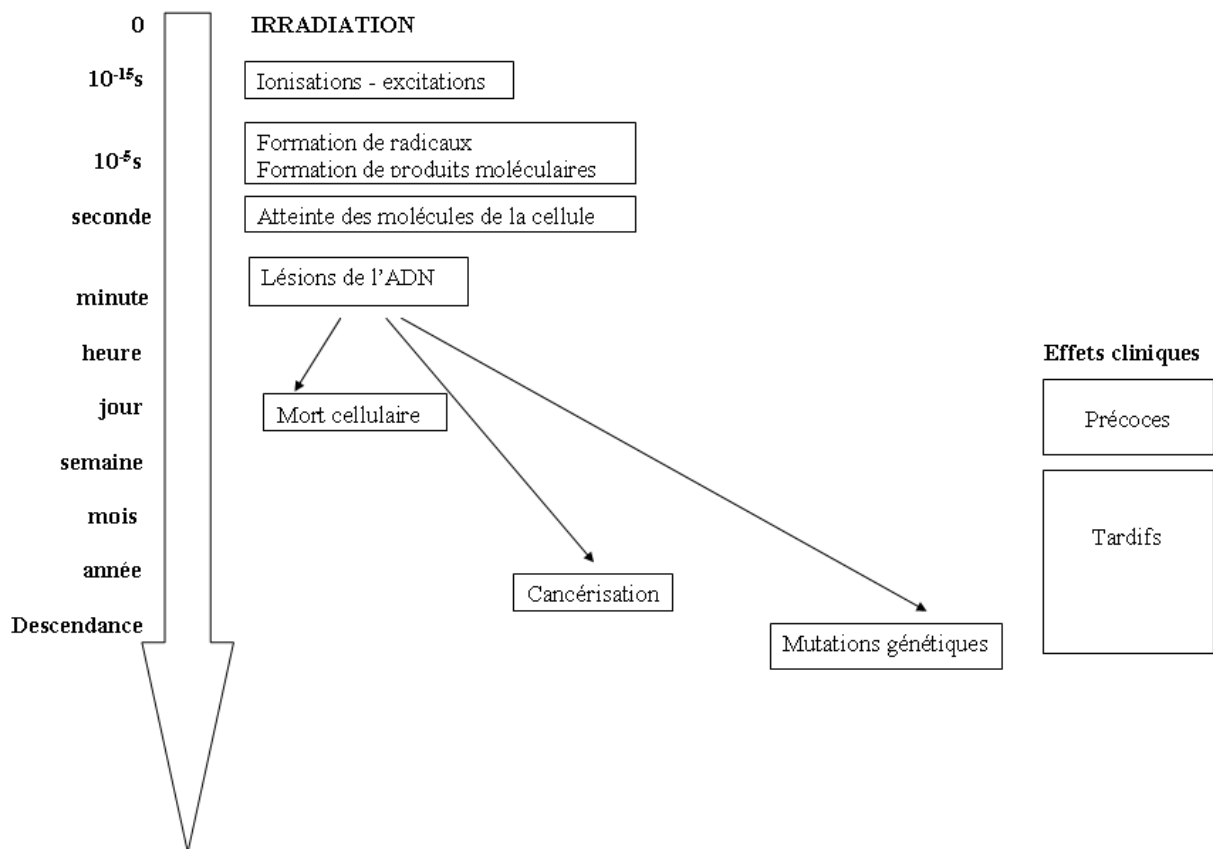 0 IRRADIATION
10⁻¹⁵s Ionisations - excitations
Formation de radicaux
10⁻⁵s Formation de produits moléculaires
seconde Atteinte des molécules de la cellule
Lésions de l'ADN
minute
heure Effets cliniques
jour Mort cellulaire Précoces
semaine
mois
Tardifs
année
Cancérisation
Descendance
Mutations génétiques